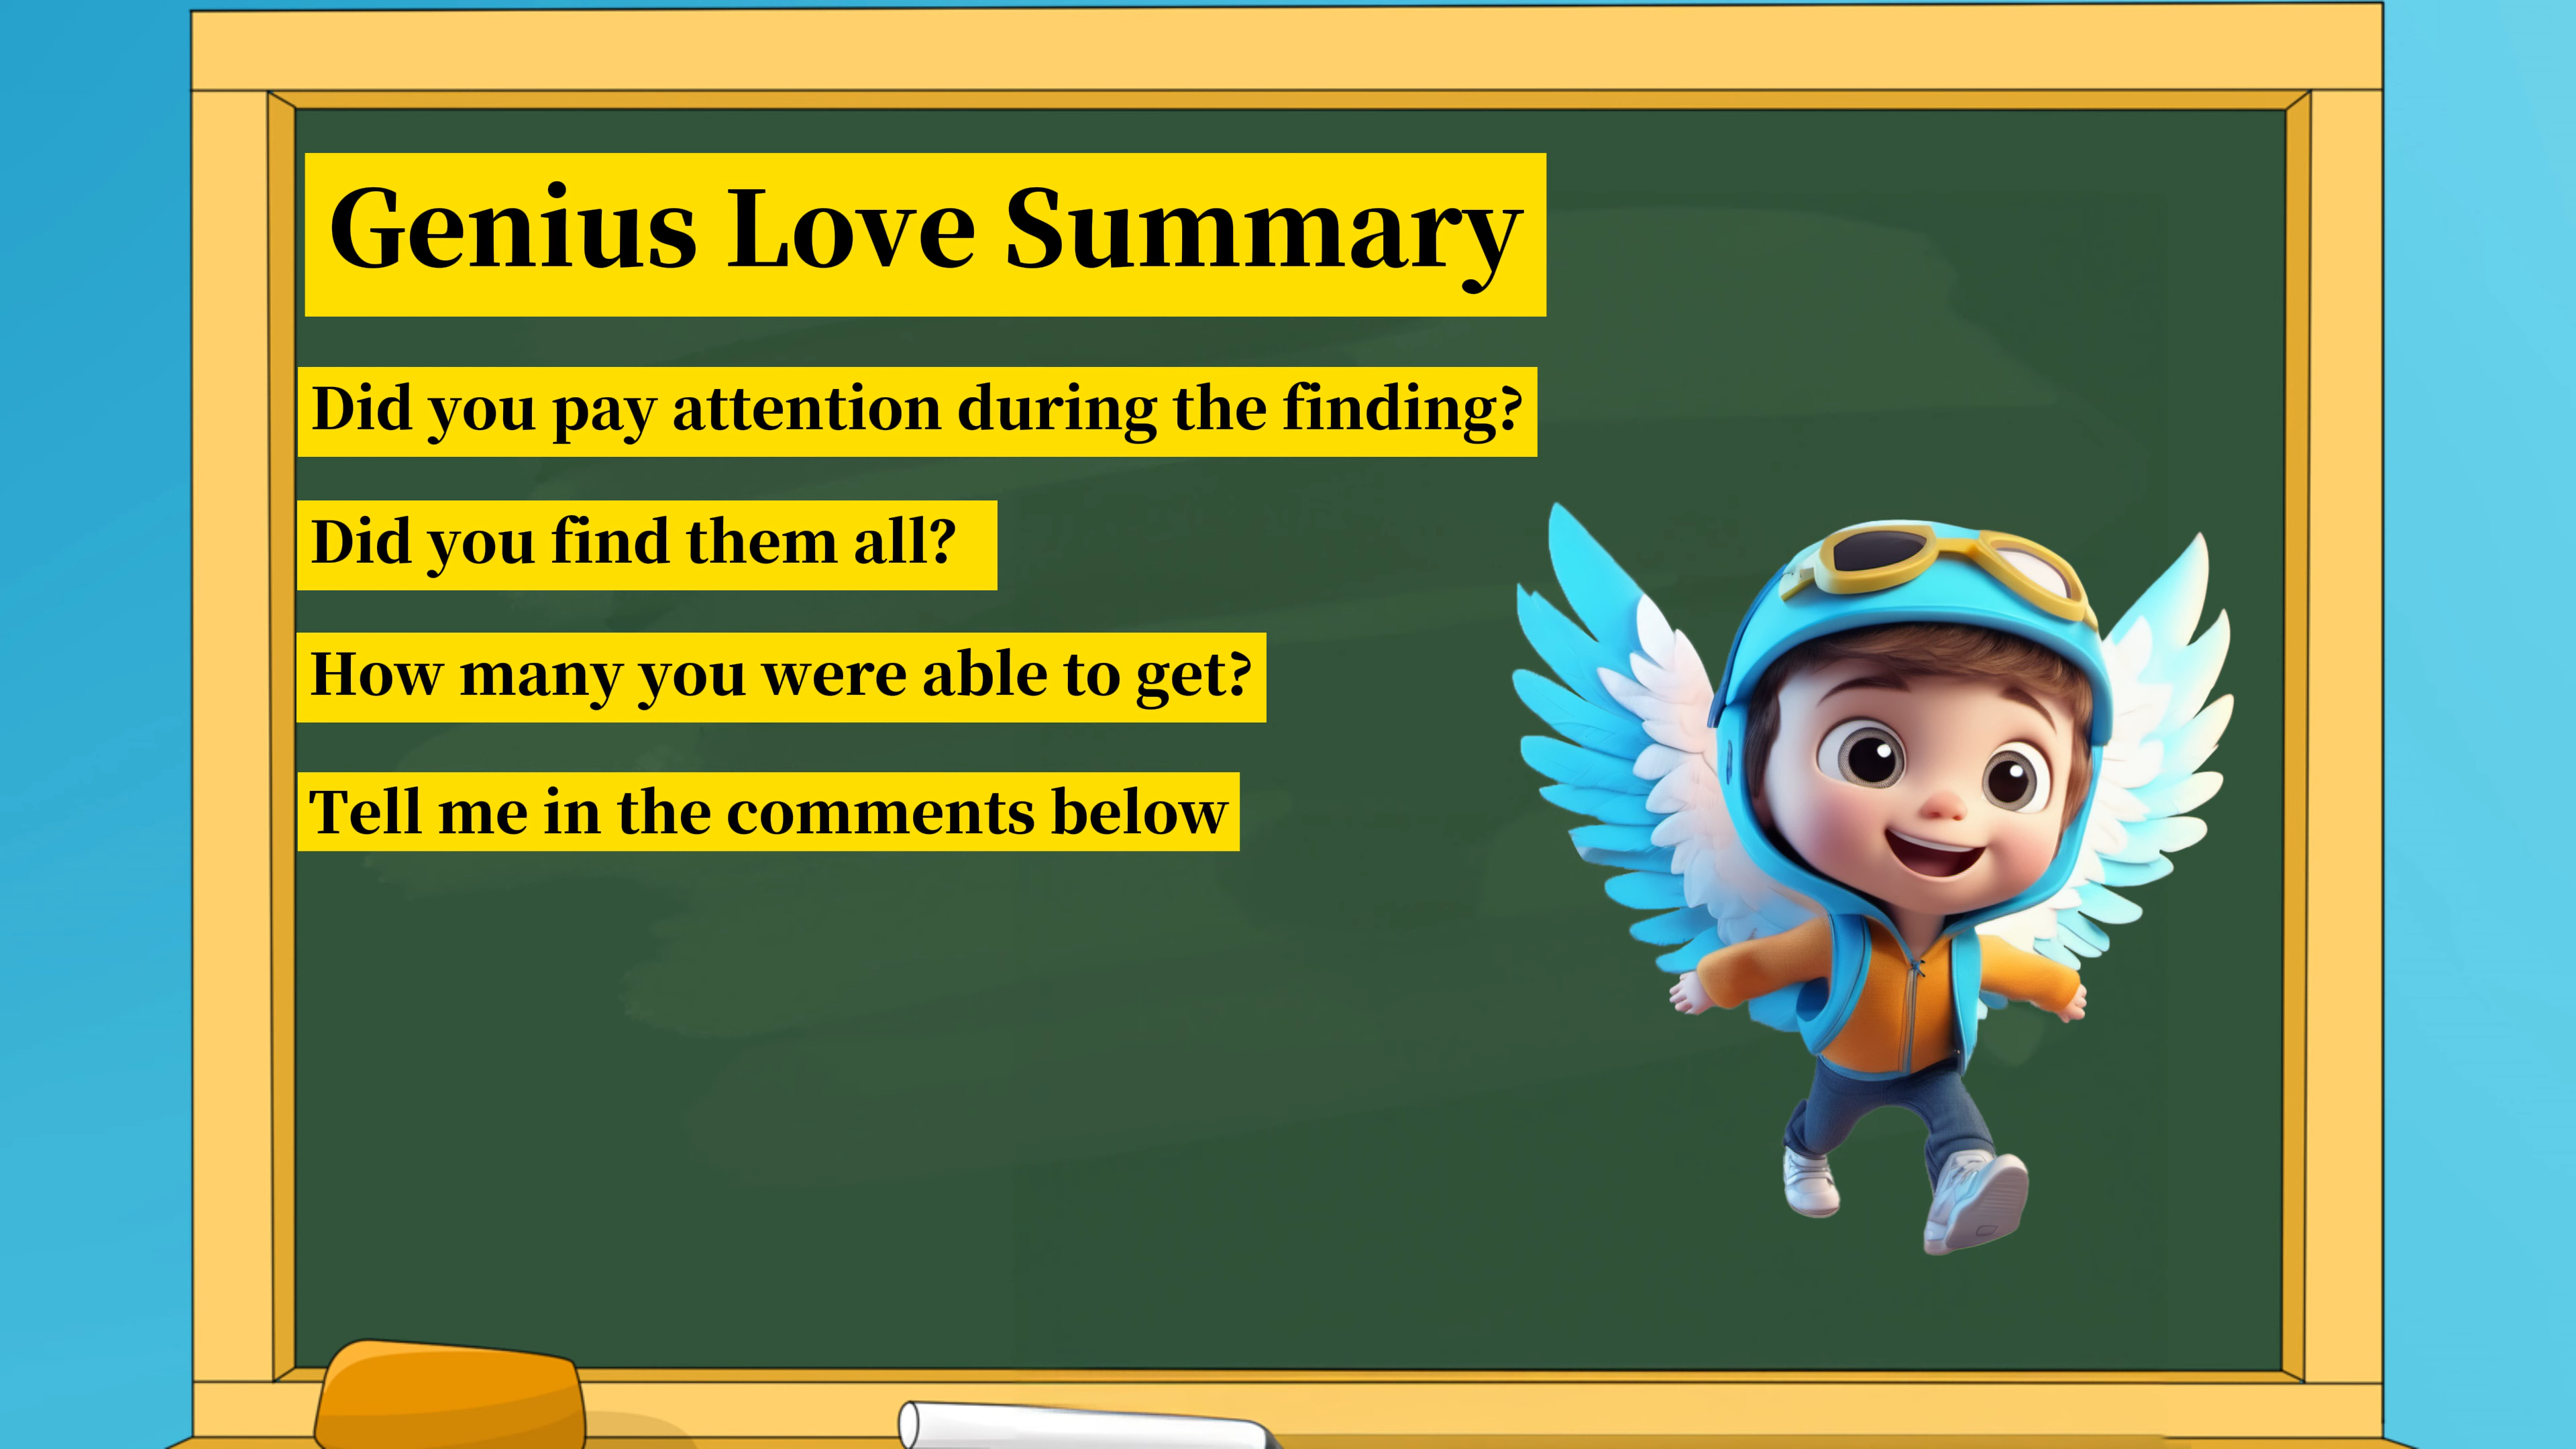 Genius Love Summary
Did you pay attention during the finding?
Did you find them all?
How many you were able to get?
Tell me in the comments below